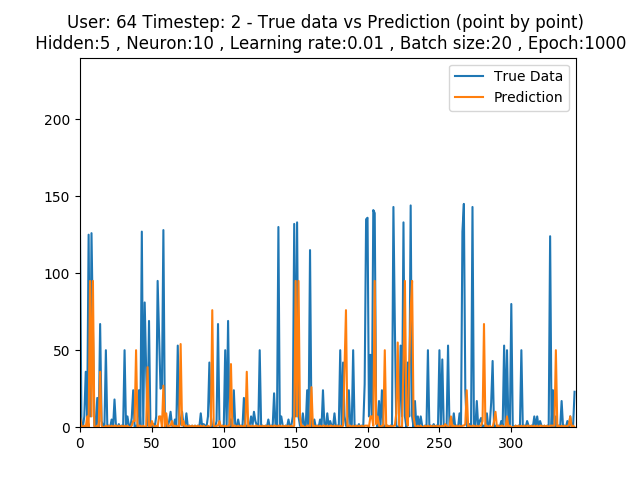 User: 64 Timestep: 2 - True data vs Prediction (point by point)
Hidden:5 , Neuron:10 , Learning rate:0.01 , Batch size:20 , Epoch:1000
True Data
Prediction
200
150
100
50
0
0 50 100 150 200 250 300